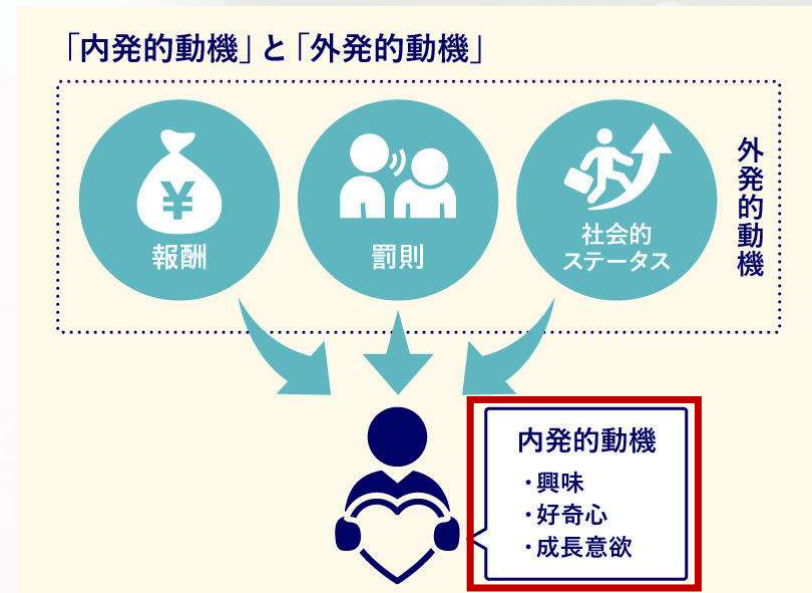 「内発的動機」と「外発的動機」
¥
報酬
罰則
社会的
ステータス
外発的動機
内発的動機
・興味
・好奇心
・成長意欲